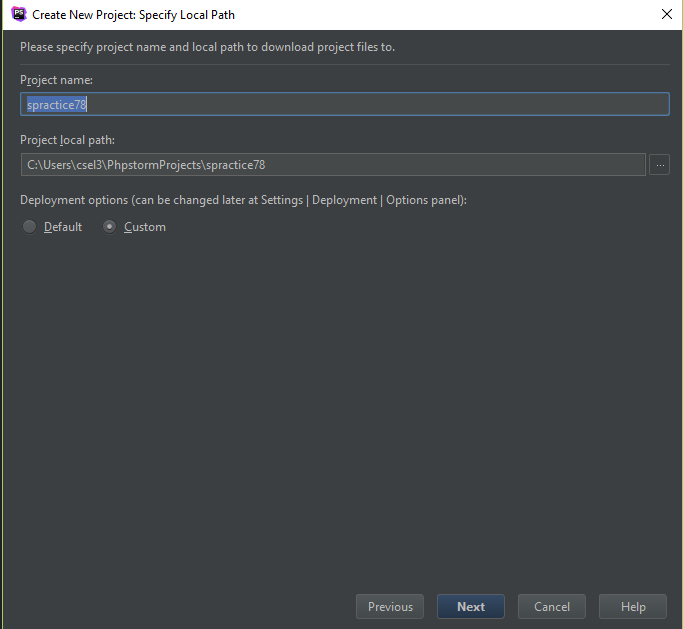 PS Create New Project: Specify Local Path
Please specify project name and local path to download project files to.
Project name:
spractice78
Project local path:
C:\Users\csel3\PhpstormProjects\spractice78 ...
Deployment options (can be changed later at Settings | Deployment | Options panel):
Default Custom
Previous Next Cancel Help